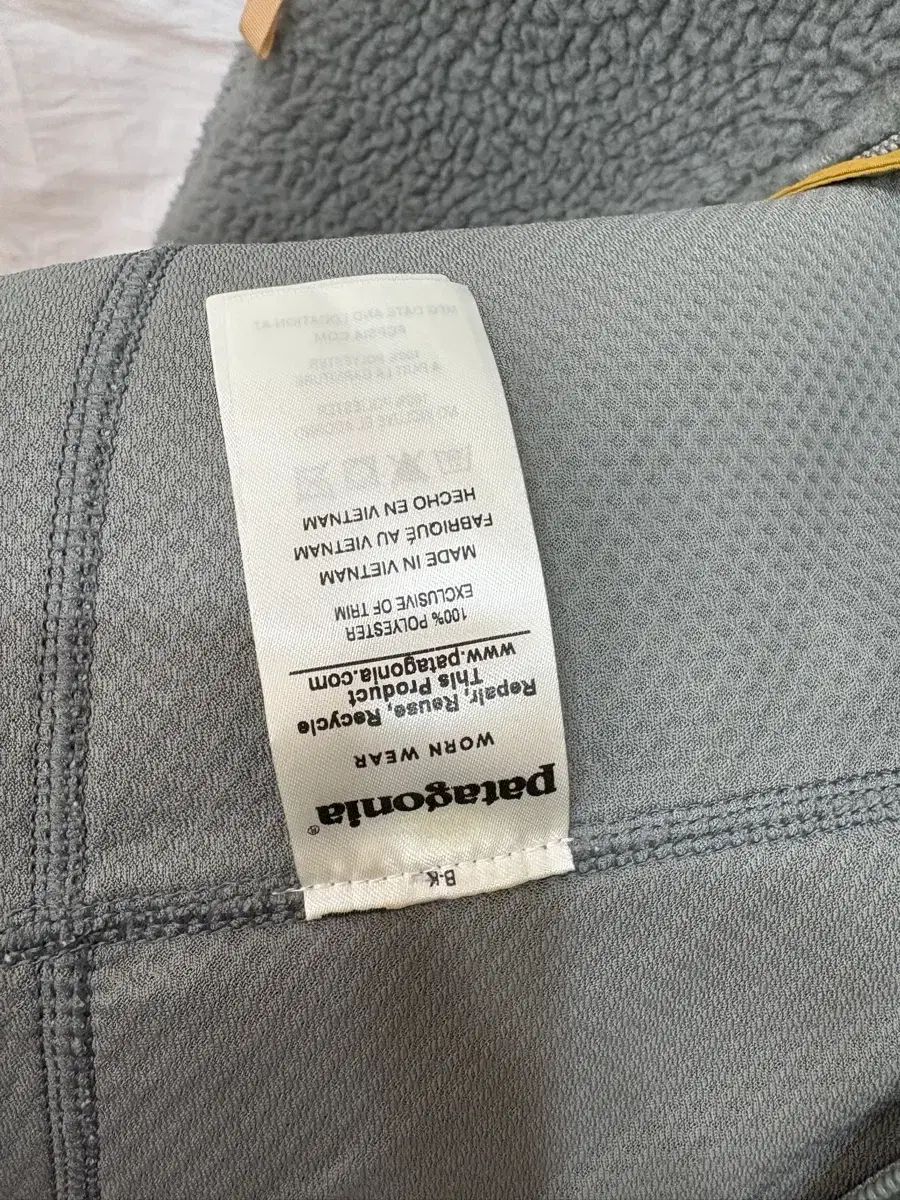 B-K
patagonia®
WORN WEAR
Repair, Reuse, Recycle
This Product
www.patagonia.com
100% POLYESTER
EXCLUSIVE OF TRIM
MADE IN VIETNAM
FABRIQUÉ AU VIETNAM
HECHO EN VIETNAM